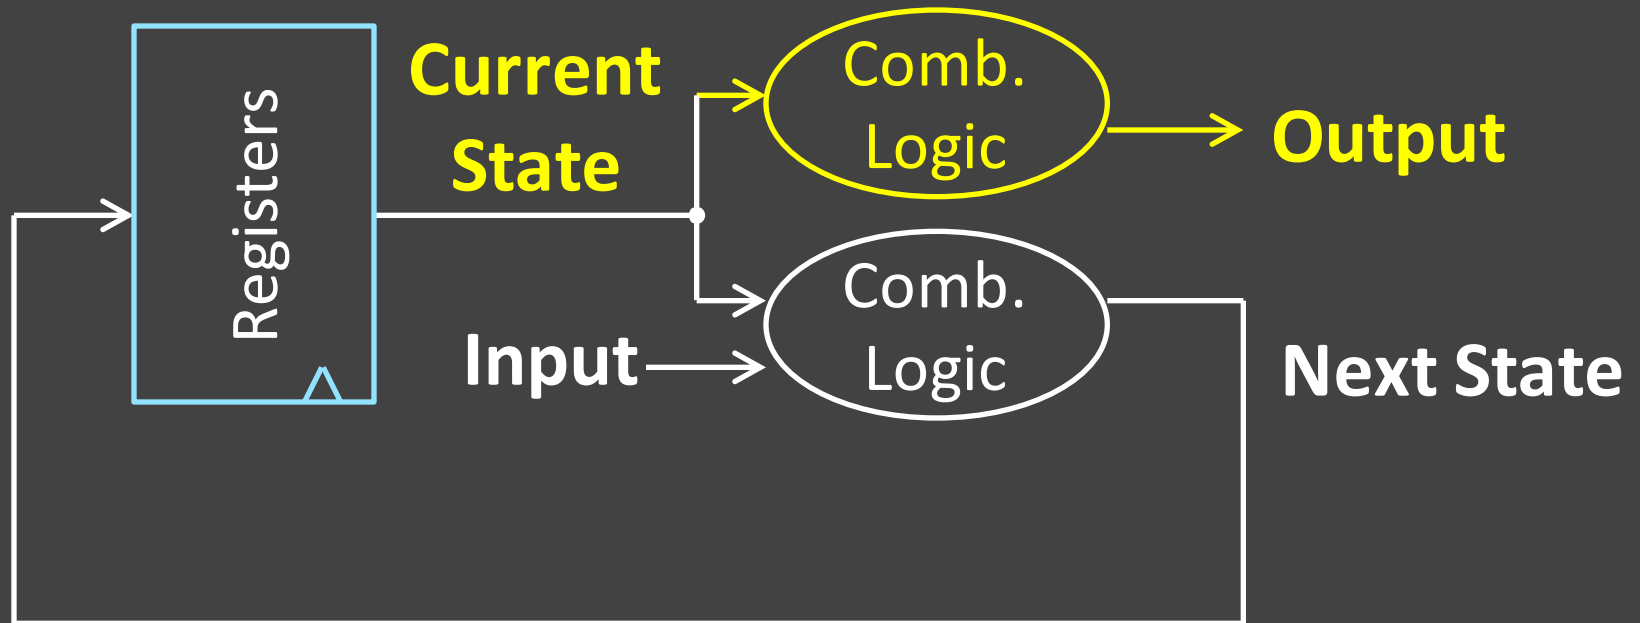 Registers
Current
State
Comb.
Logic
Output
Input
Comb.
Logic
Next State